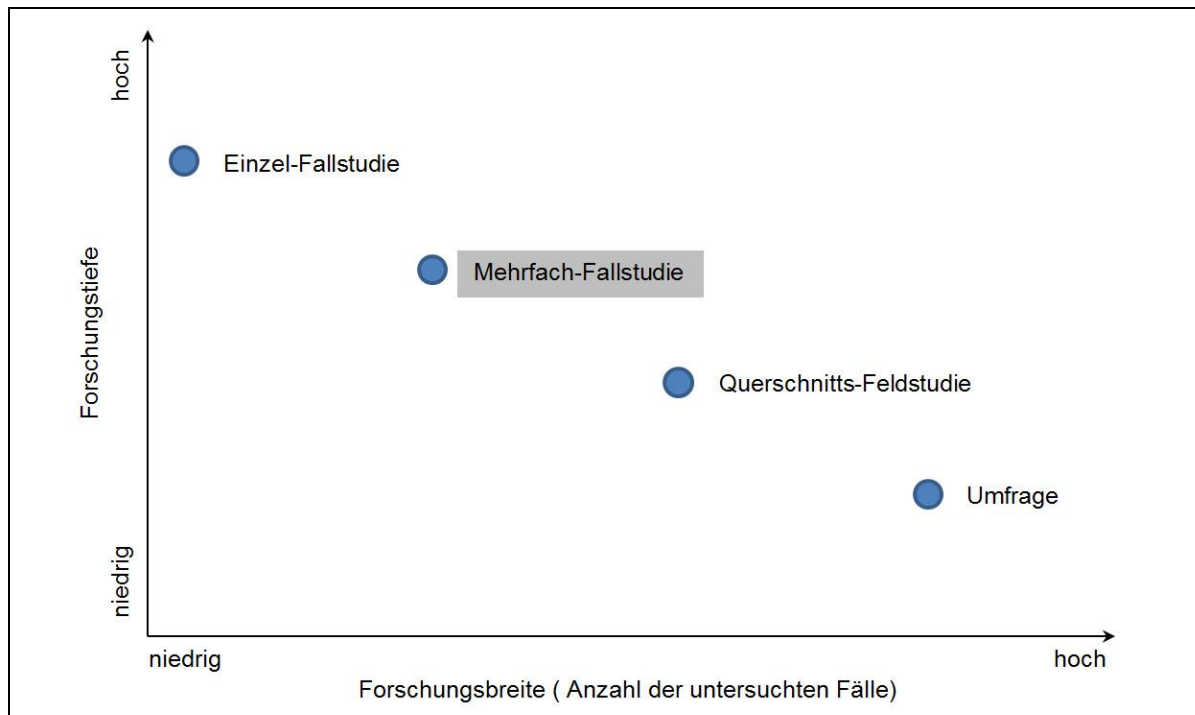 hoch
Einzel-Fallstudie
Mehrfach-Fallstudie
Forschungstiefe
Querschnitts-Feldstudie
Umfrage
niedrig
niedrig
hoch
Forschungsbreite ( Anzahl der untersuchten Fälle)